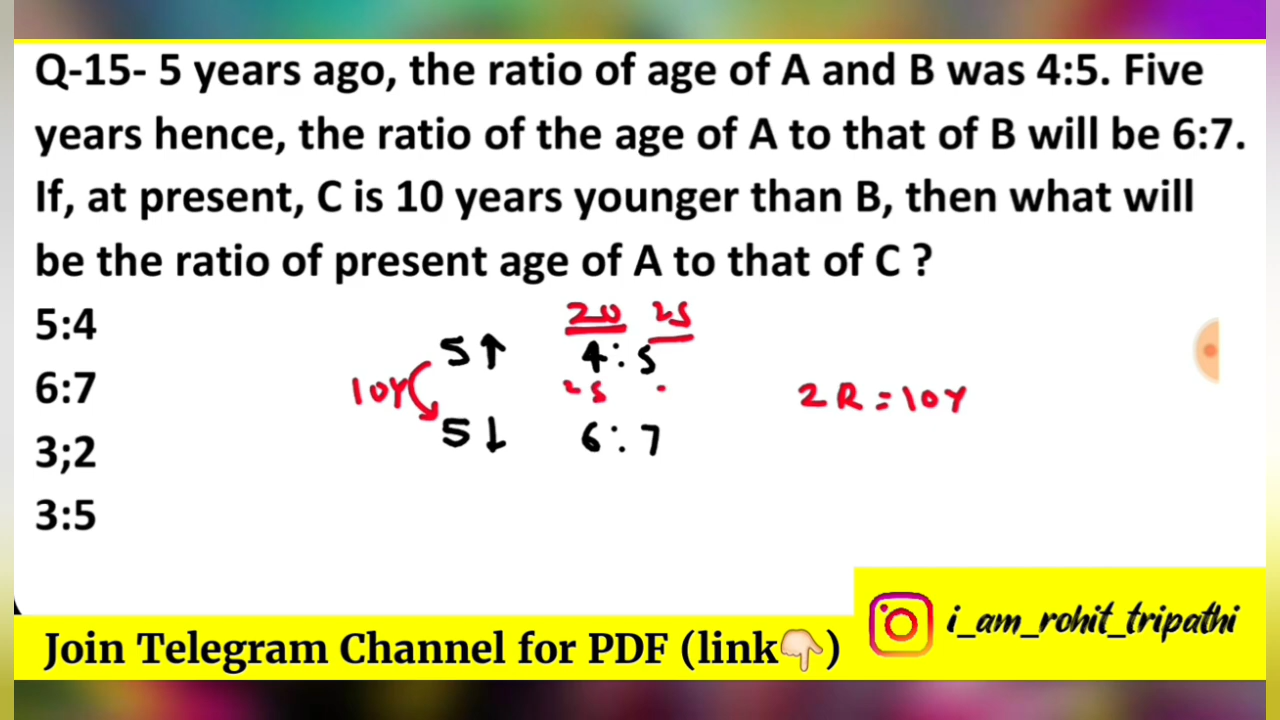 Q-15- 5 years ago, the ratio of age of A and B was 4:5. Five
years hence, the ratio of the age of A to that of B will be 6:7.
If, at present, C is 10 years younger than B, then what will
be the ratio of present age of A to that of C ?
5:4
6:7
3;2
3:5
20 25
5↑ 4:5
10Y 25
5↓ 6:7
2R=10Y
i_am_rohit_tripathi
Join Telegram Channel for PDF (link👇)